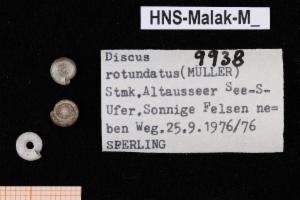 HNS-Malak-M_
9938
Discus
rotundatus(MÜLLER)
Stmk,Altausseer See=S-
Ufer,Sonnige Felsen ne=
ben Weg.25.9.1976/76
SPERLING